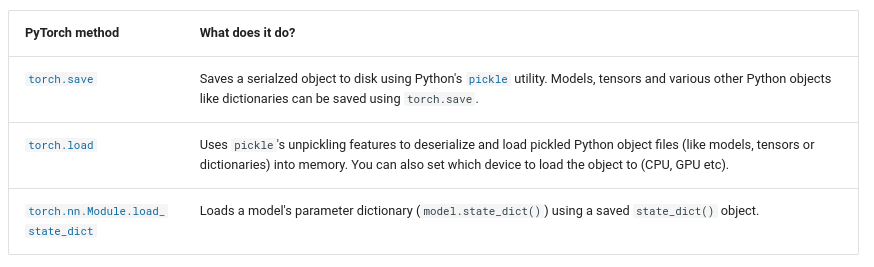 PyTorch method What does it do?
torch.save Saves a serialzed object to disk using Python's pickle utility. Models, tensors and various other Python objects
like dictionaries can be saved using torch.save.
torch.load Uses pickle's unpickling features to deserialize and load pickled Python object files (like models, tensors or
dictionaries) into memory. You can also set which device to load the object to (CPU, GPU etc).
torch.nn.Module.load_ Loads a model's parameter dictionary (model.state_dict()) using a saved state_dict() object.
state_dict